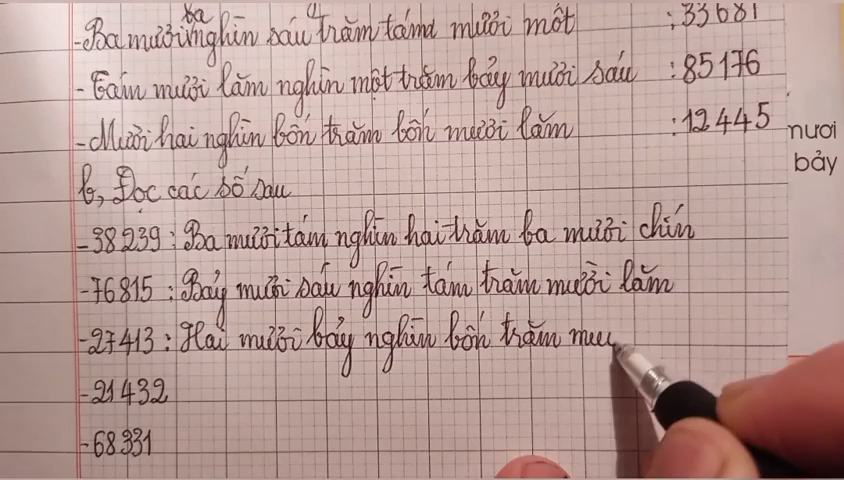 -Ba mươi ba nghìn sáu trăm tám mươi mốt : 33681
-Tám mươi lăm nghìn một trăm bảy mươi sáu : 85176
-Mười hai nghìn bốn trăm bốn mươi lăm : 12445
mươi
bảy
b, Đọc các số sau
-38239 : Ba mươi tám nghìn hai trăm ba mươi chín
-76815 : Bảy mươi sáu nghìn tám trăm mười lăm
-27413 : Hai mươi bảy nghìn bốn trăm mươ
-21432
-68331